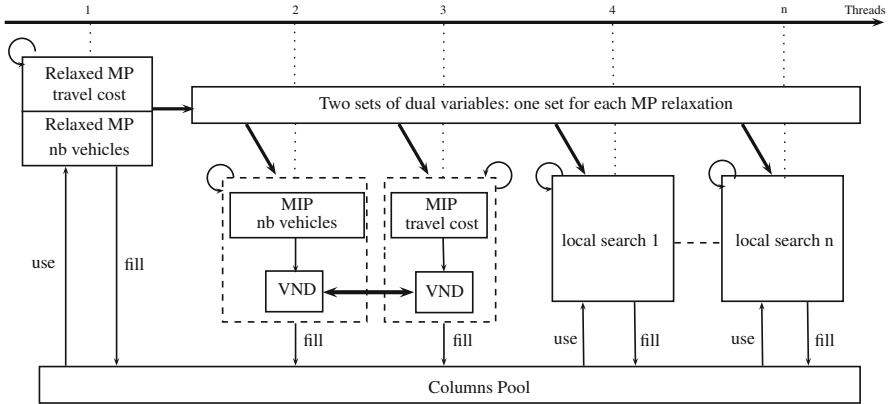 1 2 3 4 n Threads
Relaxed MP
travel cost
Relaxed MP
nb vehicles
Two sets of dual variables: one set for each MP relaxation
MIP
nb vehicles
MIP
travel cost
local search 1
local search n
VND
VND
use
fill
fill
fill
use
fill
use
fill
Columns Pool